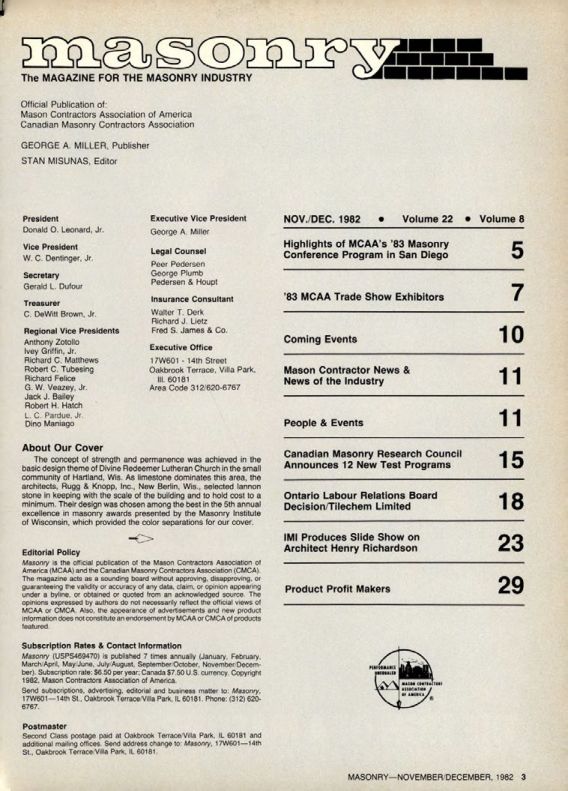 masonry
The MAGAZINE FOR THE MASONRY INDUSTRY
Official Publication of:
Mason Contractors Association of America
Canadian Masonry Contractors Association
GEORGE A. MILLER, Publisher
STAN MISUNAS, Editor
President
Donald O. Leonard, Jr.
Vice President
W. C. Dentinger, Jr.
Secretary
Gerald L. Dufour
Treasurer
C. DeWitt Brown, Jr.
Regional Vice Presidents
Anthony Zotollo
Ivey Griffin, Jr.
Richard C. Matthews
Robert C. Tubesing
Richard Felice
G. W. Veazey, Jr.
Jack J. Bailey
Robert H. Hatch
L. C. Pardue, Jr.
Dino Maniago
Executive Vice President
George A. Miller
Legal Counsel
Peer Pedersen
George Plumb
Pedersen & Houpt
Insurance Consultant
Walter T. Derk
Richard J. Lietz
Fred S. James & Co.
Executive Office
17W601 - 14th Street
Oakbrook Terrace, Villa Park,
Ill. 60181
Area Code 312/620-6767
About Our Cover
The concept of strength and permanence was achieved in the
basic design theme of Divine Redeemer Lutheran Church in the small
community of Hartland, Wis. As limestone dominates this area, the
architects, Rugg & Knopp, Inc., New Berlin, Wis., selected lannon
stone in keeping with the scale of the building and to hold cost to a
minimum. Their design was chosen among the best in the 5th annual
excellence in masonry awards presented by the Masonry Institute
of Wisconsin, which provided the color separations for our cover.
Editorial Policy
Masonry is the official publication of the Mason Contractors Association of
America (MCAA) and the Canadian Masonry Contractors Association (CMCA).
The magazine acts as a sounding board without approving, disapproving, or
guaranteeing the validity or accuracy of any data, claim, or opinion appearing
under a byline, or obtained or quoted from an acknowledged source. The
opinions expressed by authors do not necessarily reflect the official views of
MCAA or CMCA. Also, the appearance of advertisements and new product
information does not constitute an endorsement by MCAA or CMCA of products
featured.
Subscription Rates & Contact Information
Masonry (USPS469470) is published 7 times annually (January, February,
March/April, May/June, July/August, September/October, November/Decem-
ber). Subscription rate: $6.50 per year; Canada $7.50 U.S. currency. Copyright
1982, Mason Contractors Association of America.
Send subscriptions, advertising, editorial and business matter to: Masonry,
17W601—14th St., Oakbrook Terrace/Villa Park, IL 60181. Phone: (312) 620-
6767.
Postmaster
Second Class postage paid at Oakbrook Terrace/Villa Park, IL 60181 and
additional mailing offices. Send address change to: Masonry, 17W601—14th
St., Oakbrook Terrace/Villa Park, IL 60181.
NOV./DEC. 1982 • Volume 22 • Volume 8
Highlights of MCAA's '83 Masonry
Conference Program in San Diego 5
'83 MCAA Trade Show Exhibitors 7
Coming Events 10
Mason Contractor News &
News of the Industry 11
People & Events 11
Canadian Masonry Research Council
Announces 12 New Test Programs 15
Ontario Labour Relations Board
Decision/Tilechem Limited 18
IMI Produces Slide Show on
Architect Henry Richardson 23
Product Profit Makers 29
PERFORMANCE
UNEQUALED
MASON CONTRACTORS
ASSOCIATION
OF AMERICA
®
MASONRY—NOVEMBER/DECEMBER, 1982 3